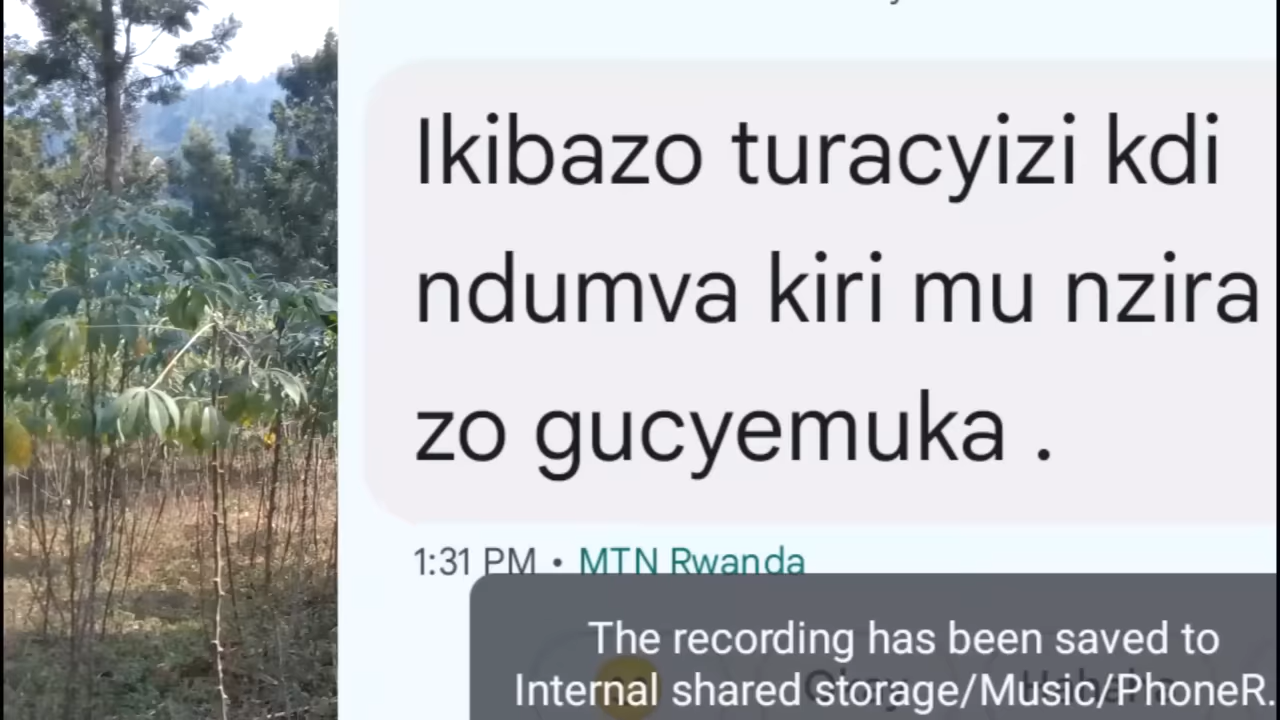 Ikibazo turacyizi kdi
ndumva kiri mu nzira
zo gucyemuka .
1:31 PM • MTN Rwanda
The recording has been saved to
Internal shared storage/Music/PhoneR.